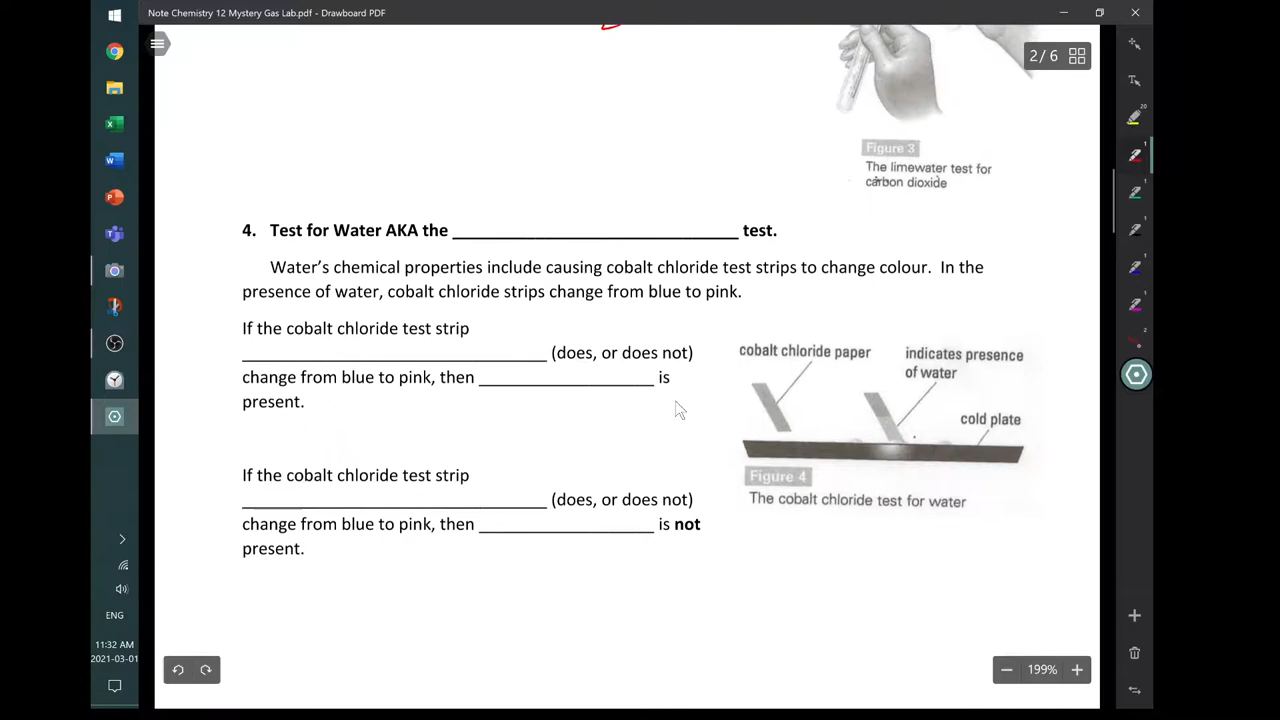 Note Chemistry 12 Mystery Gas Lab.pdf - Drawboard PDF
2 / 6
20
Figure 3
The limewater test for
carbon dioxide
4. Test for Water AKA the ______________________________ test.
Water's chemical properties include causing cobalt chloride test strips to change colour. In the
presence of water, cobalt chloride strips change from blue to pink.
If the cobalt chloride test strip
________________________________ (does, or does not)
change from blue to pink, then __________________ is
present.
cobalt chloride paper
indicates presence
of water
cold plate
Figure 4
The cobalt chloride test for water
If the cobalt chloride test strip
________________________________ (does, or does not)
change from blue to pink, then __________________ is not
present.
ENG
11:32 AM
2021-03-01
199%